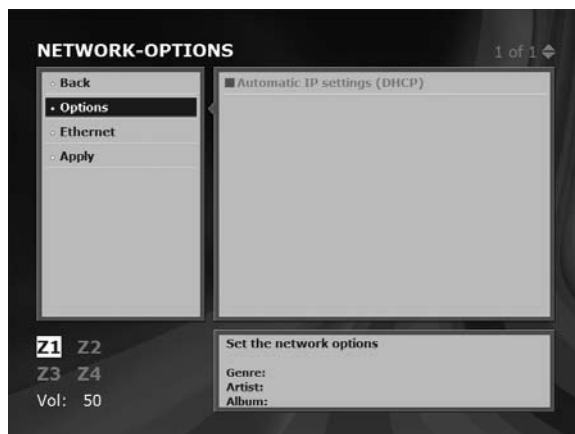 NETWORK-OPTIONS
1 of 1
Back
Options
Ethernet
Apply
Automatic IP settings (DHCP)
Z1 Z2
Z3 Z4
Vol: 50
Set the network options
Genre:
Artist:
Album: